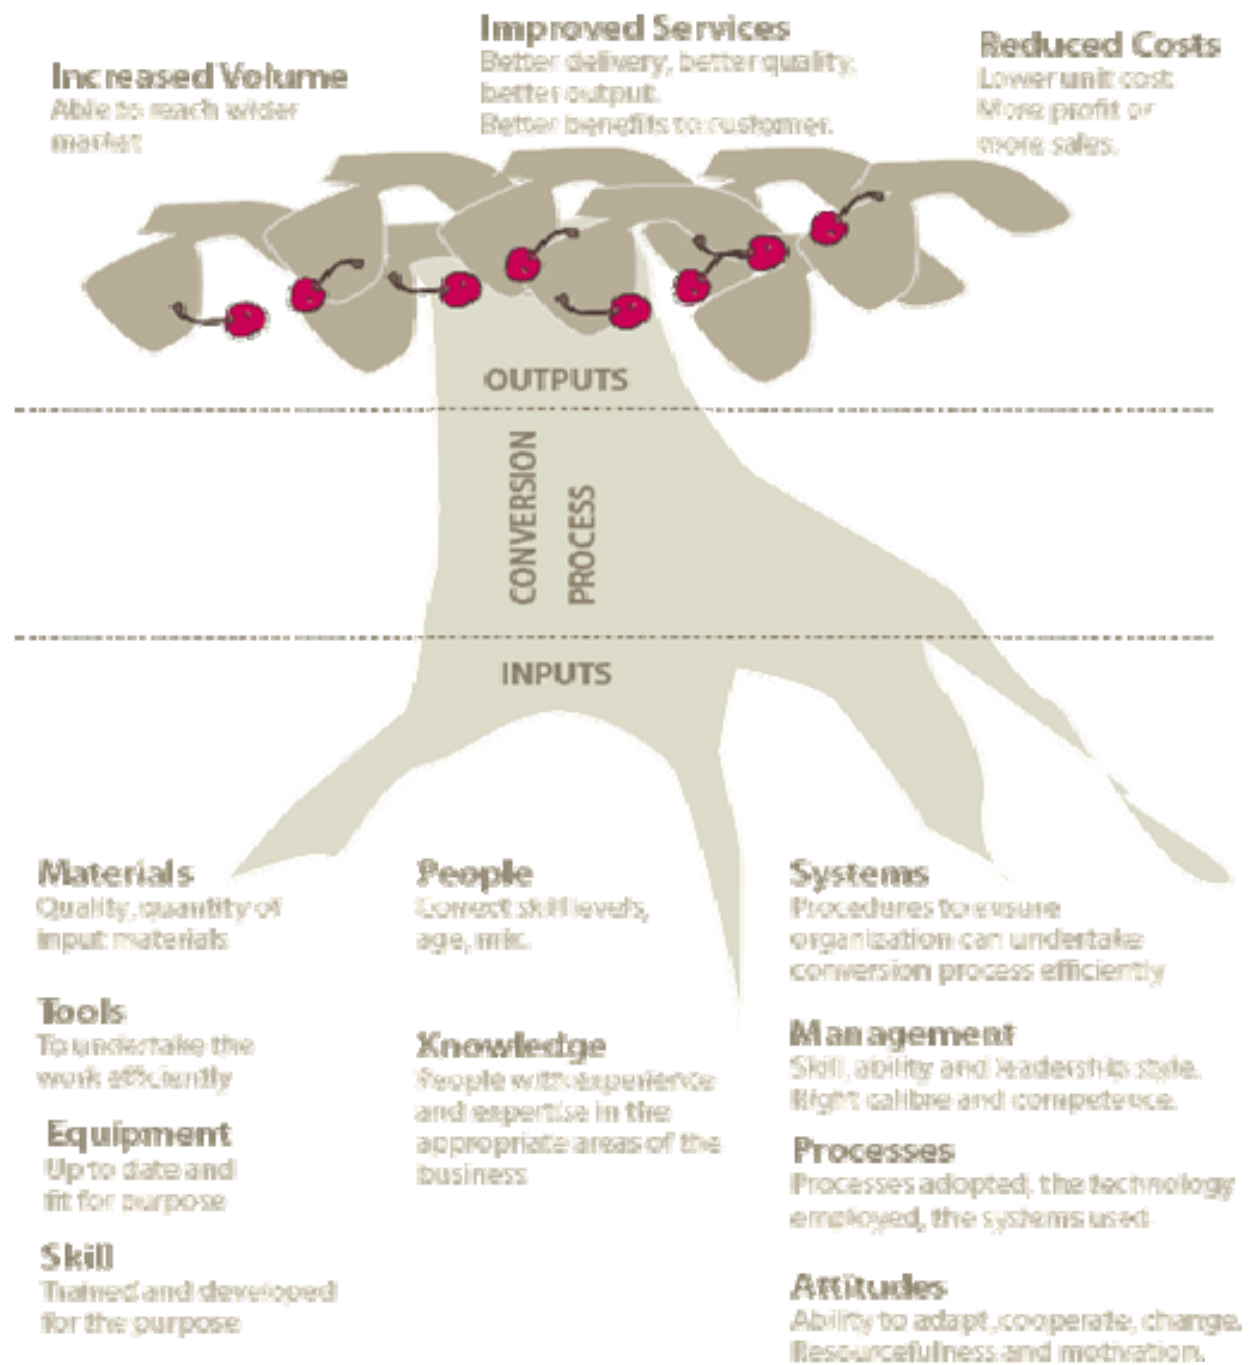 Increased Volume
Able to reach wider
market
Improved Services
Better delivery, better quality,
better output.
Better benefits to customer.
Reduced Costs
Lower unit cost.
More profit or
more sales.
OUTPUTS
CONVERSION
PROCESS
INPUTS
Materials
Quality, quantity of
input materials
Tools
To undertake the
work efficiently
Equipment
Up to date and
fit for purpose
Skill
Trained and developed
for the purpose
People
Correct skill levels,
age, mix.
Knowledge
People with experience
and expertise in the
appropriate areas of the
business
Systems
Procedures to ensure
organization can undertake
conversion process efficiently
Management
Skill, ability and leadership style.
Right calibre and competence.
Processes
Processes adopted, the technology
employed, the systems used
Attitudes
Ability to adapt, cooperate, change.
Resourcefulness and motivation.